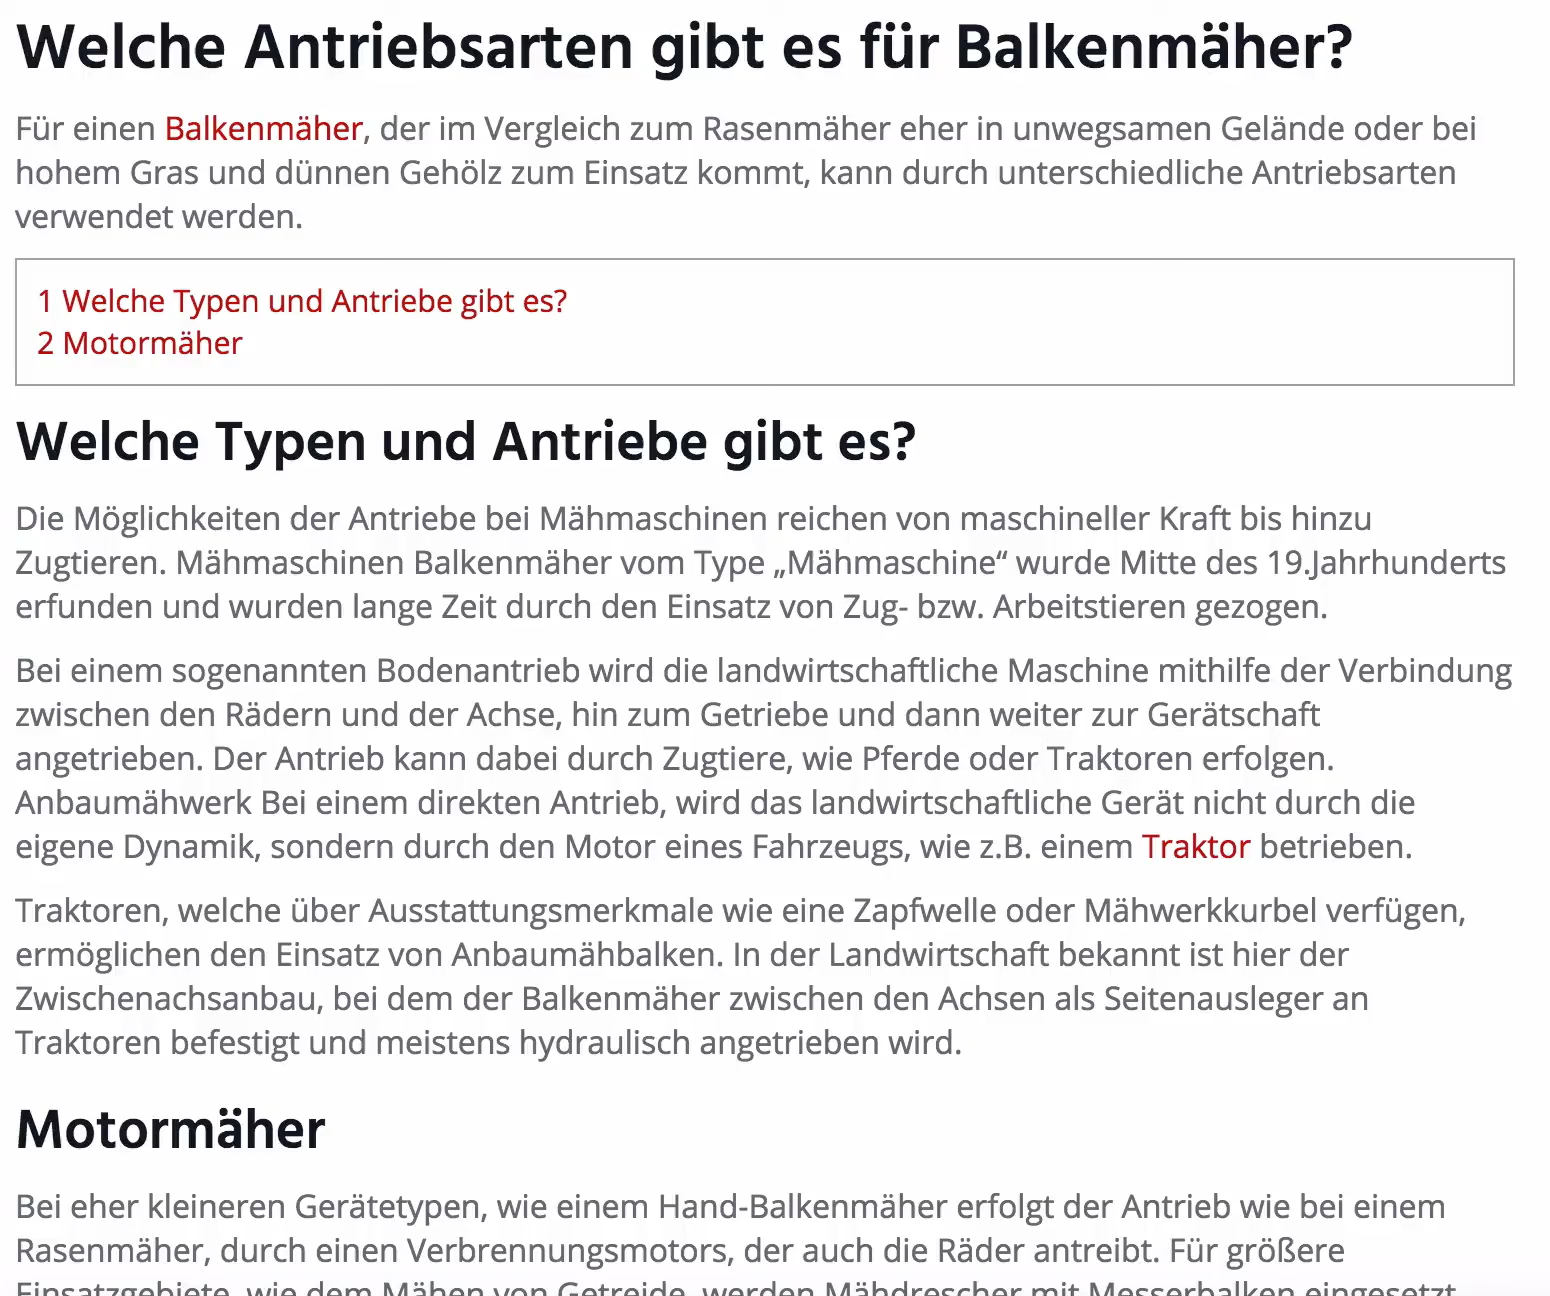 Welche Antriebsarten gibt es für Balkenmäher?
Für einen Balkenmäher, der im Vergleich zum Rasenmäher eher in unwegsamen Gelände oder bei
hohem Gras und dünnen Gehölz zum Einsatz kommt, kann durch unterschiedliche Antriebsarten
verwendet werden.
1 Welche Typen und Antriebe gibt es?
2 Motormäher
Welche Typen und Antriebe gibt es?
Die Möglichkeiten der Antriebe bei Mähmaschinen reichen von maschineller Kraft bis hinzu
Zugtieren. Mähmaschinen Balkenmäher vom Type „Mähmaschine“ wurde Mitte des 19.Jahrhunderts
erfunden und wurden lange Zeit durch den Einsatz von Zug- bzw. Arbeitstieren gezogen.
Bei einem sogenannten Bodenantrieb wird die landwirtschaftliche Maschine mithilfe der Verbindung
zwischen den Rädern und der Achse, hin zum Getriebe und dann weiter zur Gerätschaft
angetrieben. Der Antrieb kann dabei durch Zugtiere, wie Pferde oder Traktoren erfolgen.
Anbaumähwerk Bei einem direkten Antrieb, wird das landwirtschaftliche Gerät nicht durch die
eigene Dynamik, sondern durch den Motor eines Fahrzeugs, wie z.B. einem Traktor betrieben.
Traktoren, welche über Ausstattungsmerkmale wie eine Zapfwelle oder Mähwerkkurbel verfügen,
ermöglichen den Einsatz von Anbaumähbalken. In der Landwirtschaft bekannt ist hier der
Zwischenachsanbau, bei dem der Balkenmäher zwischen den Achsen als Seitenausleger an
Traktoren befestigt und meistens hydraulisch angetrieben wird.
Motormäher
Bei eher kleineren Gerätetypen, wie einem Hand-Balkenmäher erfolgt der Antrieb wie bei einem
Rasenmäher, durch einen Verbrennungsmotors, der auch die Räder antreibt. Für größere
Einsatzgebiete, wie dem Mähen von Getreide, werden Mähdrescher mit Messerbalken eingesetzt